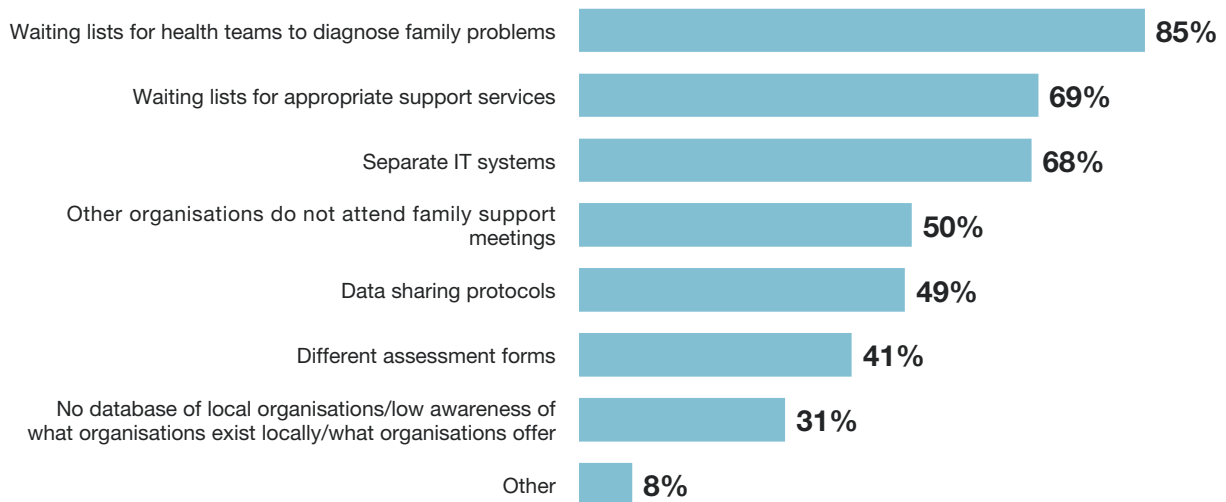 Waiting lists for health teams to diagnose family problems 85%
Waiting lists for appropriate support services 69%
Separate IT systems 68%
Other organisations do not attend family support
meetings 50%
Data sharing protocols 49%
Different assessment forms 41%
No database of local organisations/low awareness of
what organisations exist locally/what organisations offer 31%
Other 8%